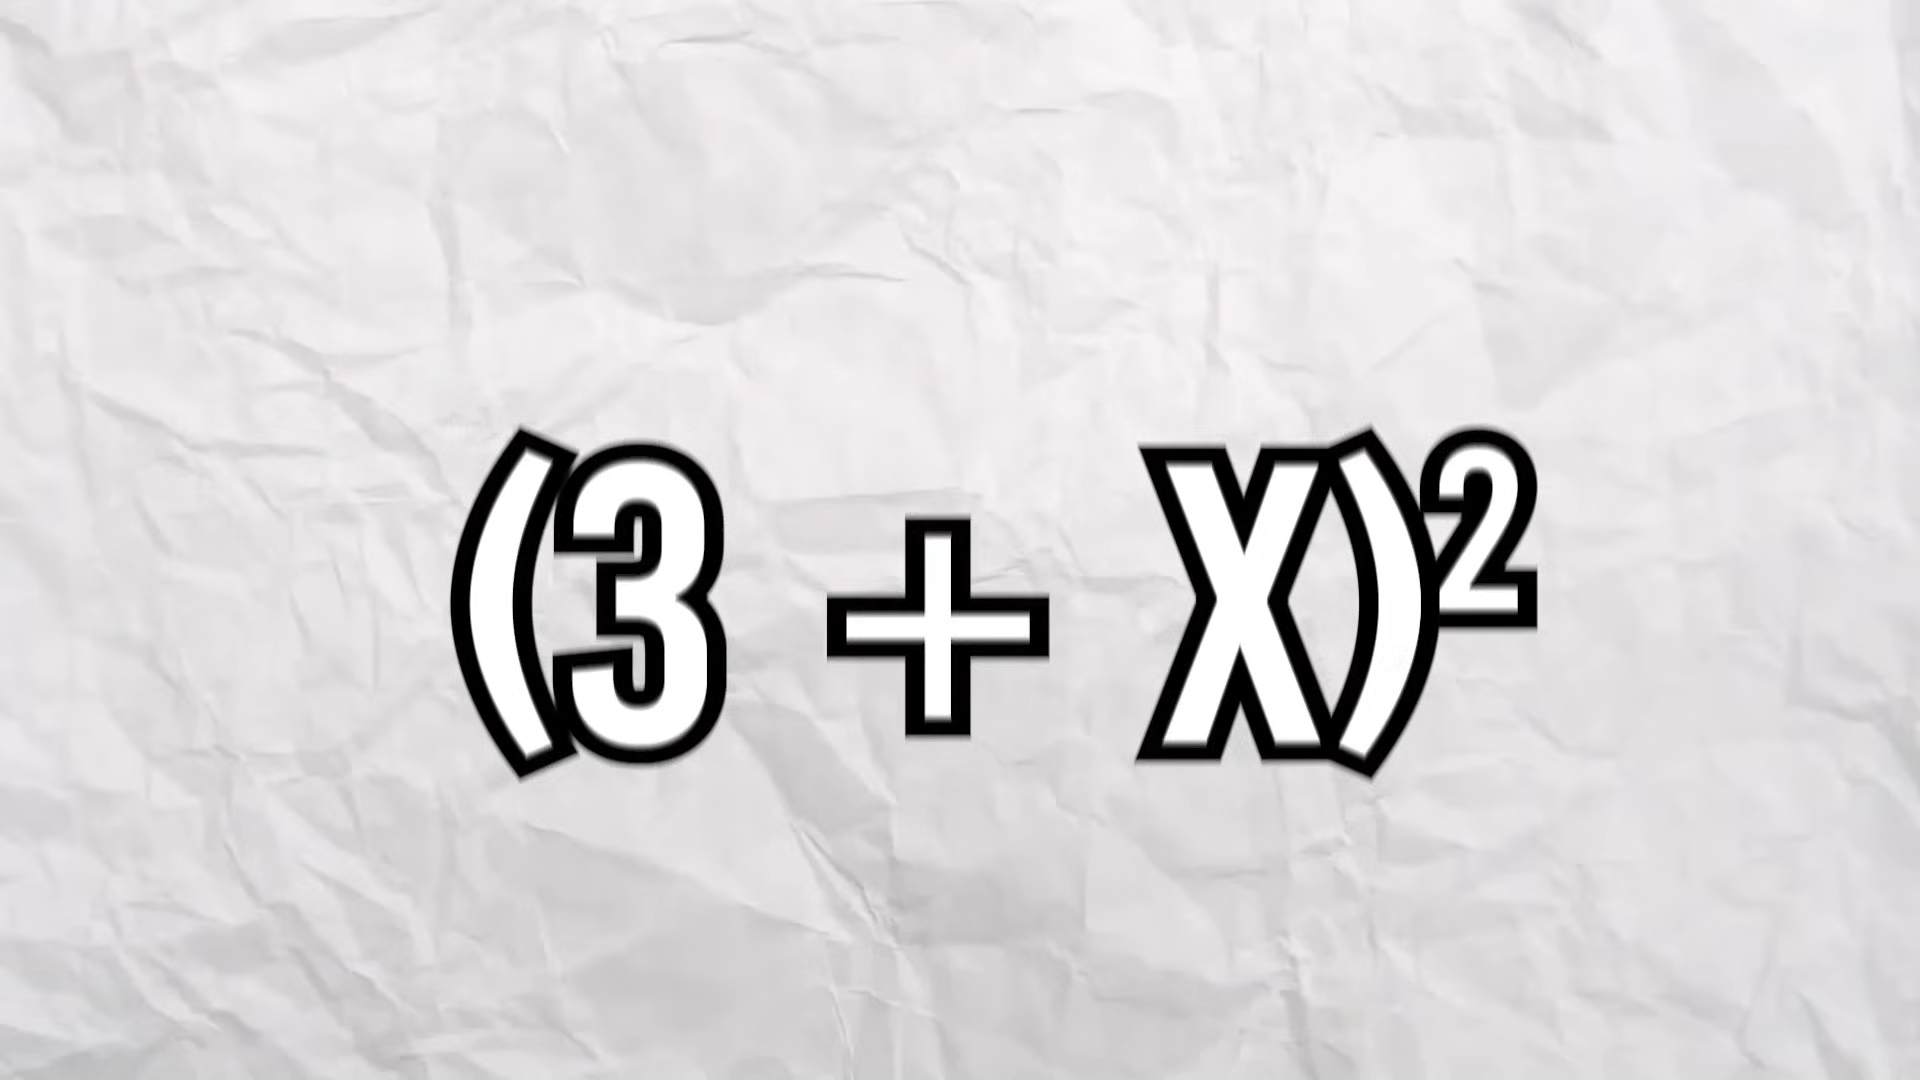 (3 + X)²